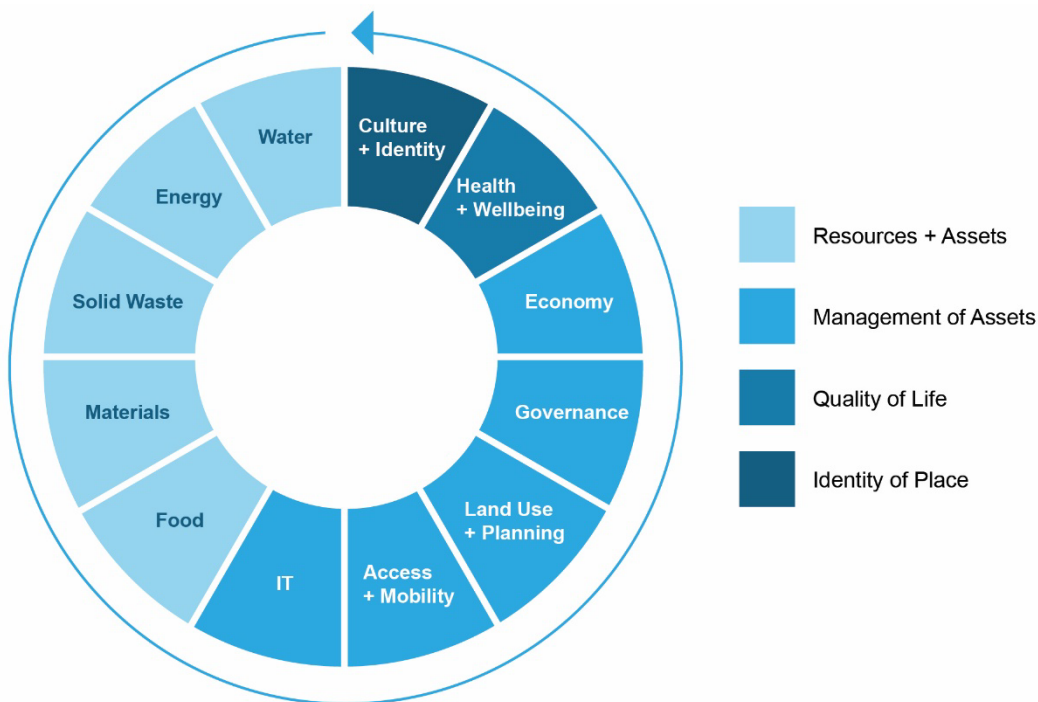 Culture
+ Identity
Health
+ Wellbeing
Economy
Governance
Land Use
+ Planning
Access
+ Mobility
IT
Food
Materials
Solid Waste
Energy
Water
Resources + Assets
Management of Assets
Quality of Life
Identity of Place